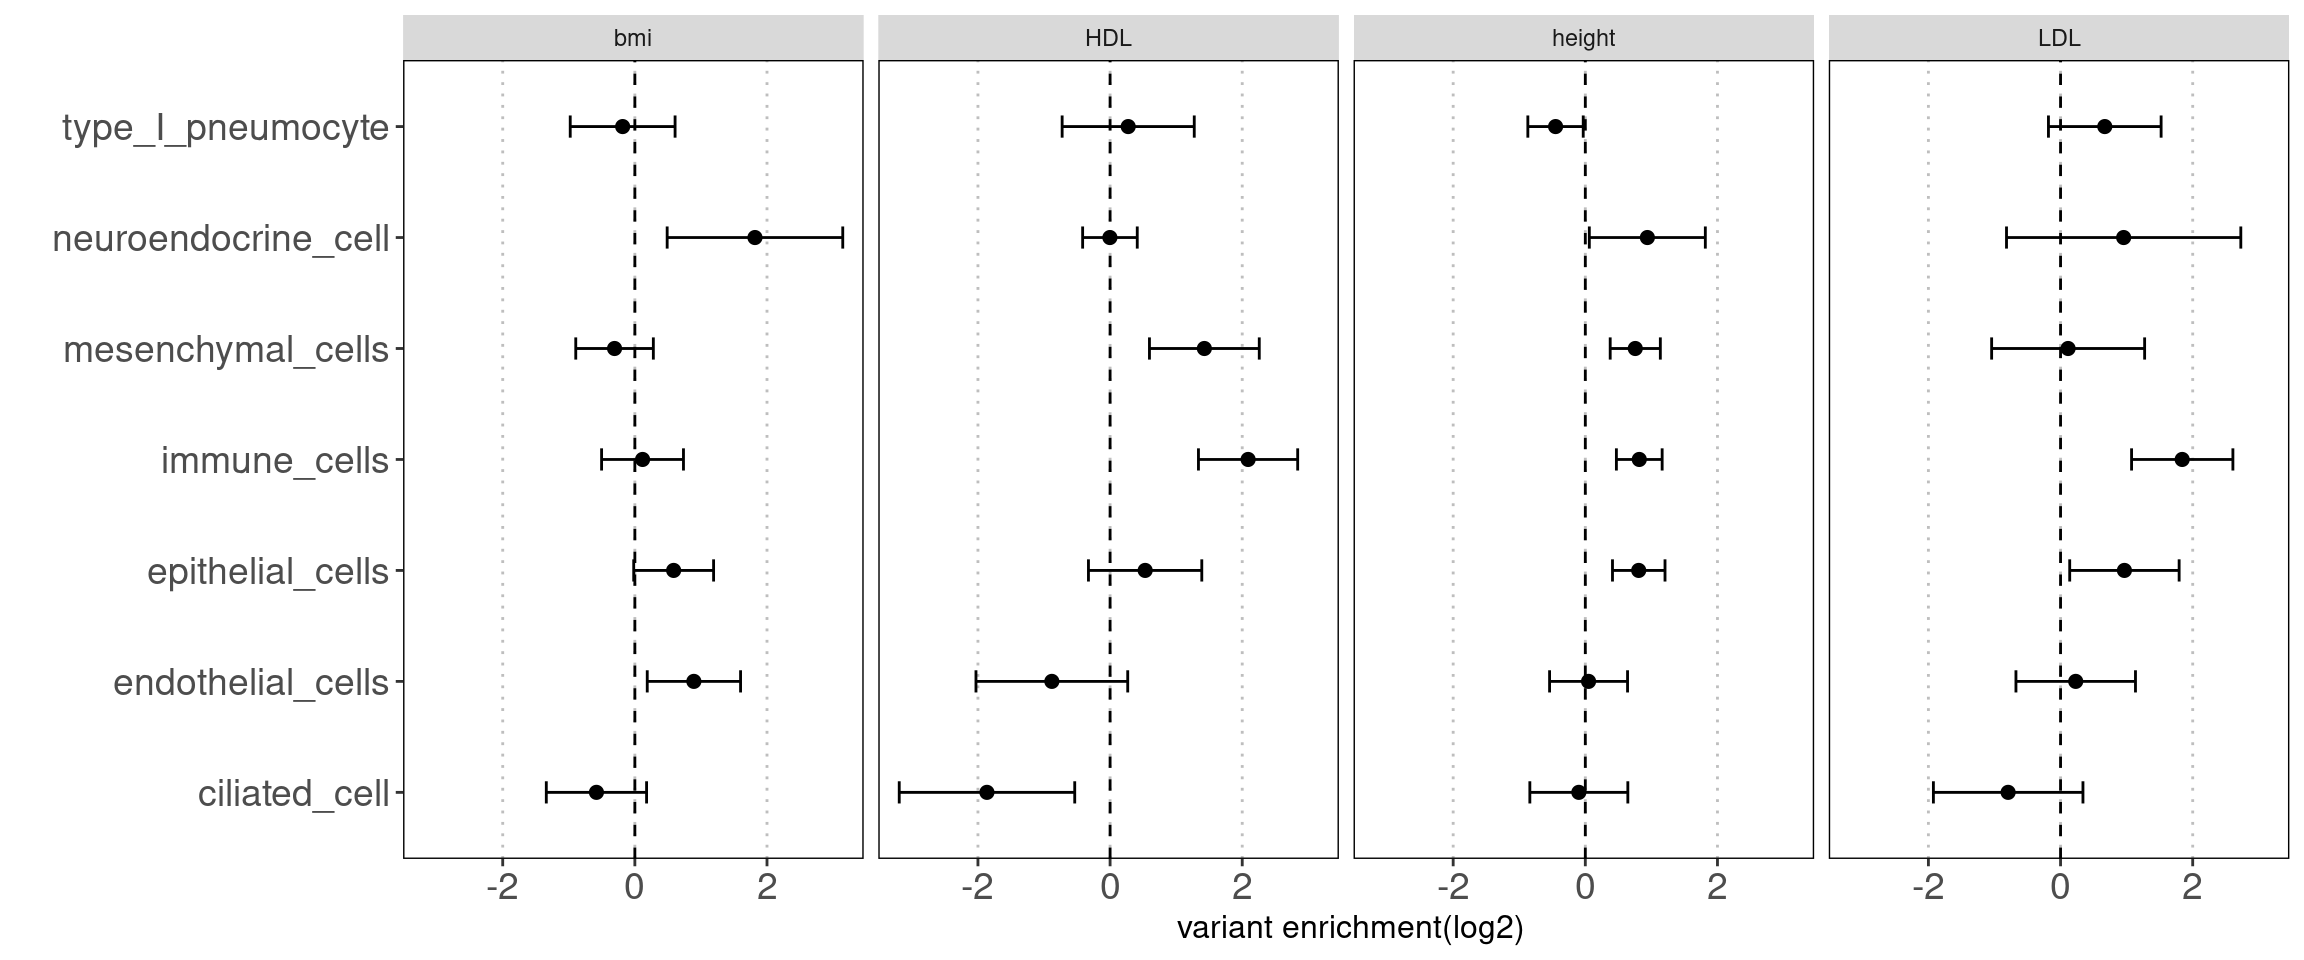 bmi HDL height LDL
type_I_pneumocyte
neuroendocrine_cell
mesenchymal_cells
immune_cells
epithelial_cells
endothelial_cells
ciliated_cell
-2 0 2 -2 0 2 -2 0 2 -2 0 2
variant enrichment(log2)